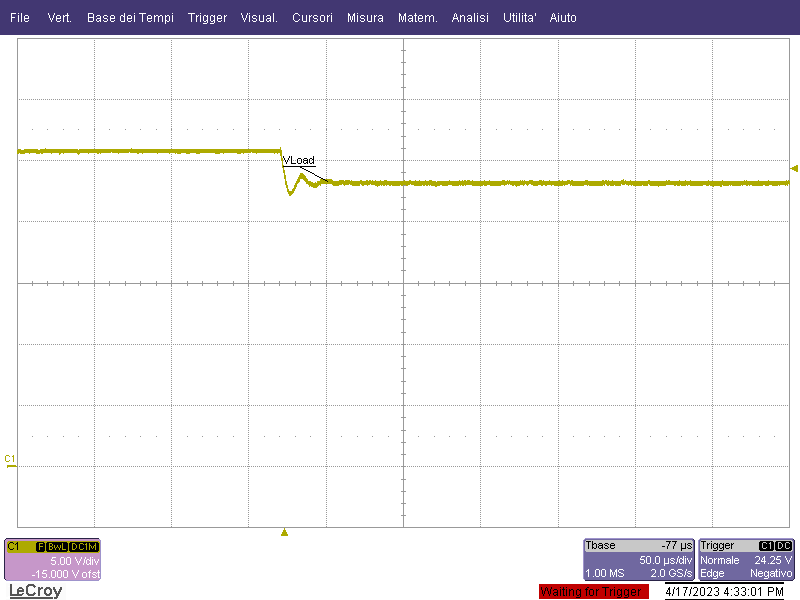 File Vert. Base dei Tempi Trigger Visual. Cursori Misura Matem. Analisi Utilita' Aiuto
VLoad
C1
C1 F BwL DC1M
5.00 V/div
-15.000 V ofst
Tbase -77 µs
50.0 µs/div
1.00 MS 2.0 GS/s
Trigger C1 DC
Normale 24.25 V
Edge Negativo
LeCroy
Waiting for Trigger
4/17/2023 4:33:01 PM